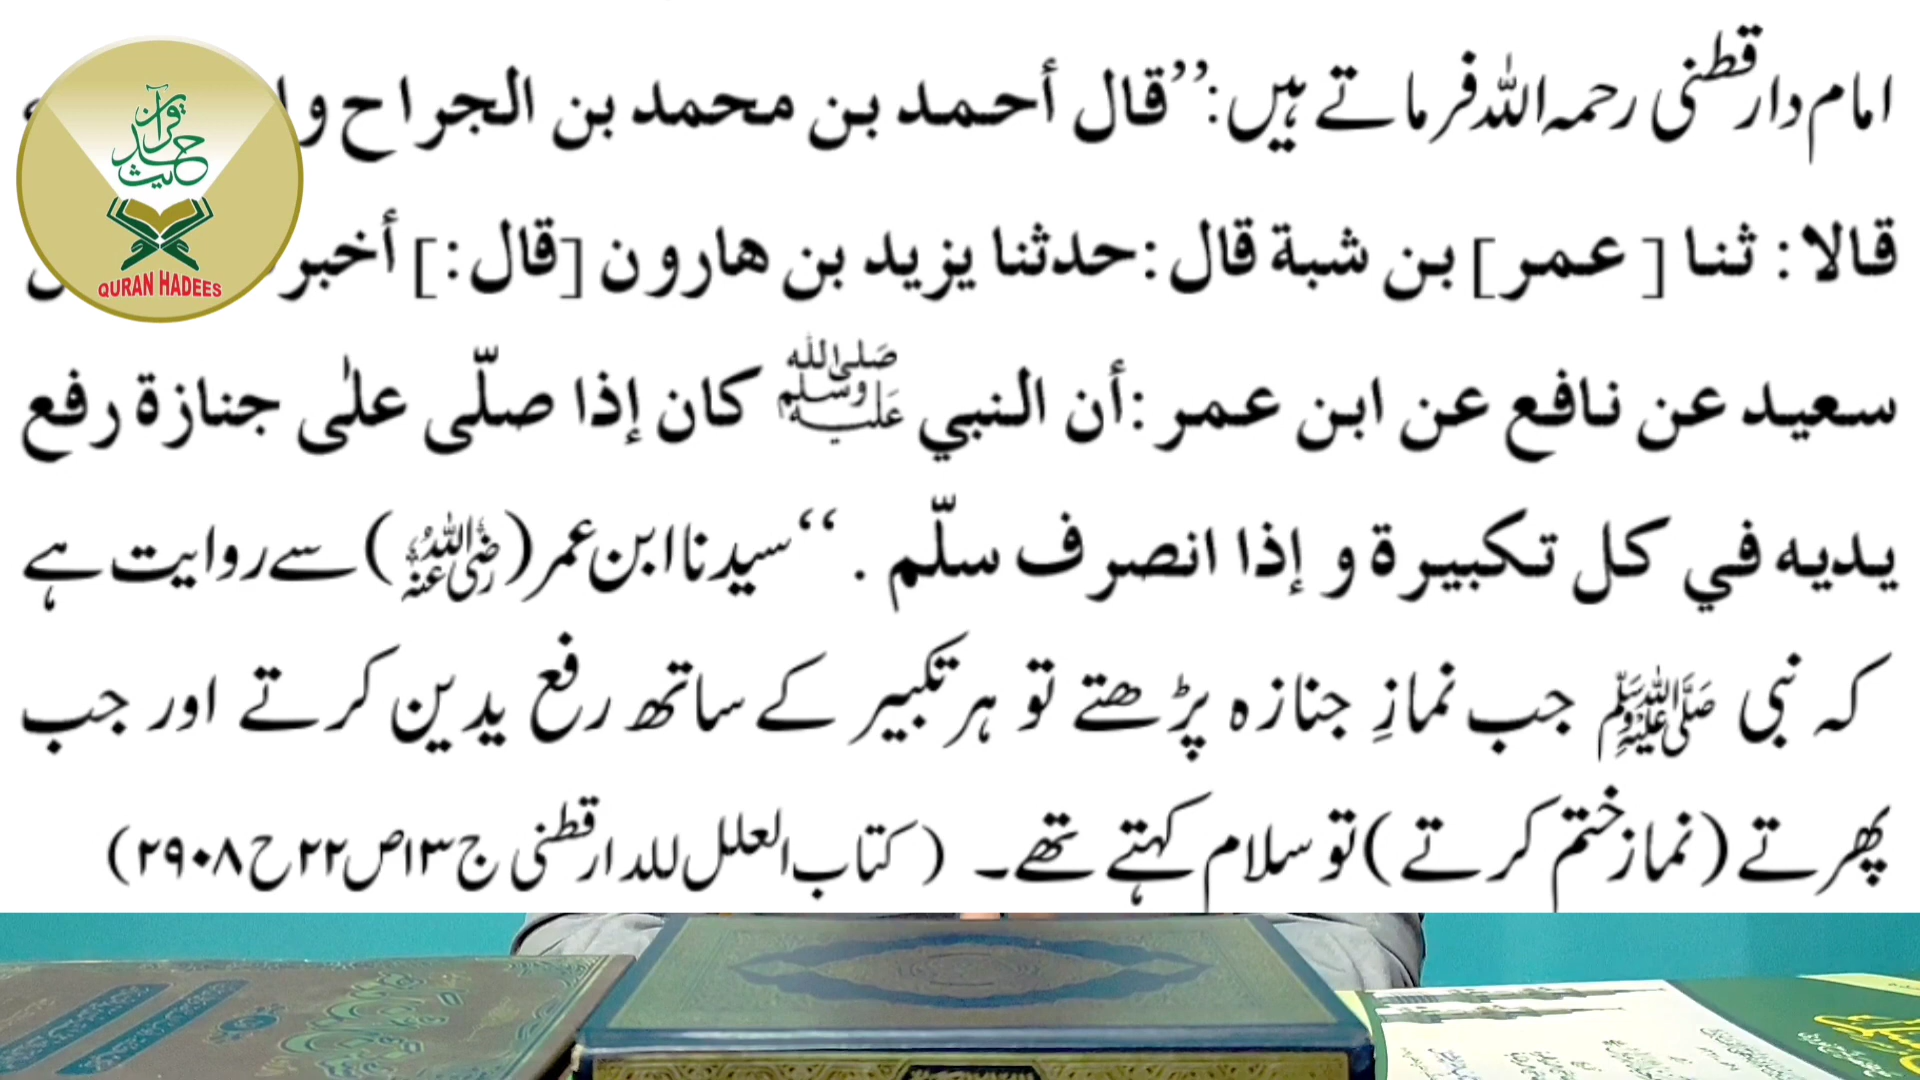 امام دارقطنی رحمہ اللہ فرماتے ہیں: ’’قال أحمد بن محمد بن الجراح و
قالا: ثنا [عمر] بن شبة قال: حدثنا يزيد بن هارون [قال:] أخبر
سعيد عن نافع عن ابن عمر: أن النبي ﷺ كان إذا صلّى علىٰ جنازة رفع
يديه في كل تكبيرة و إذا انصرف سلّم .‘‘ سیدنا ابن عمر (رضی اللہ عنہ) سے روایت ہے
کہ نبی ﷺ جب نمازِ جنازہ پڑھتے تو ہر تکبیر کے ساتھ رفع یدین کرتے اور جب
پھرتے (نماز ختم کرتے) تو سلام کہتے تھے۔ (کتاب العلل للدارقطنی ج ۱۳ ص ۲۲ ح ۲۹۰۸)
قرآن
حدیث
QURAN HADEES